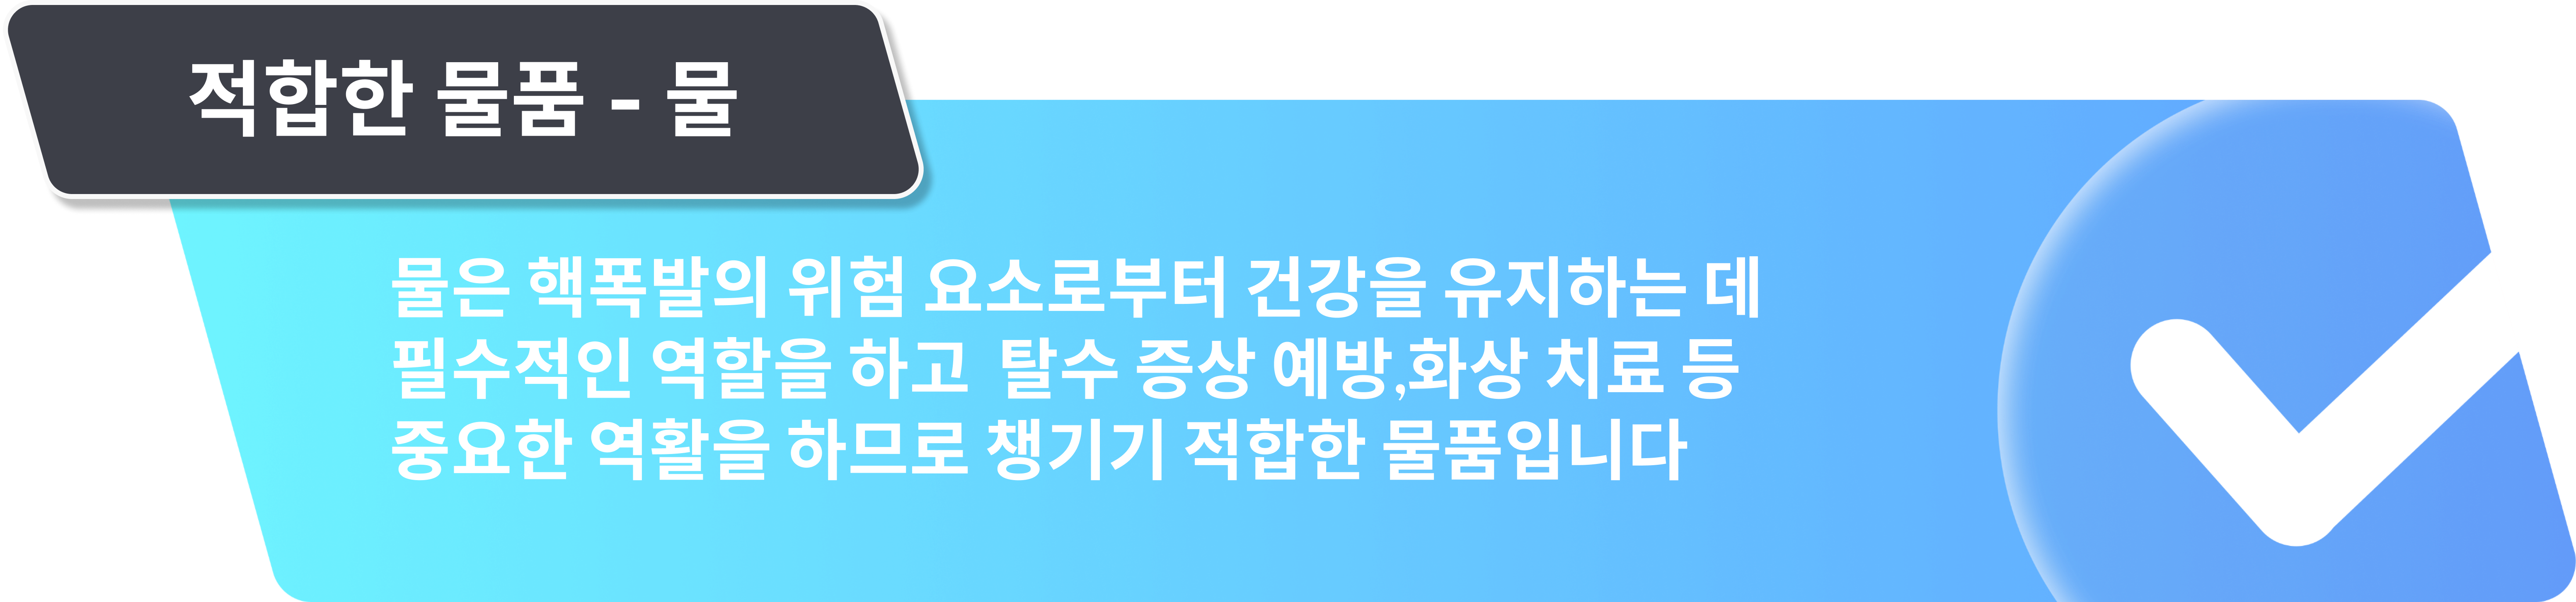 적합한 물품 - 물
물은 핵폭발의 위험 요소로부터 건강을 유지하는 데
필수적인 역할을 하고 탈수 증상 예방,화상 치료 등
중요한 역활을 하므로 챙기기 적합한 물품입니다